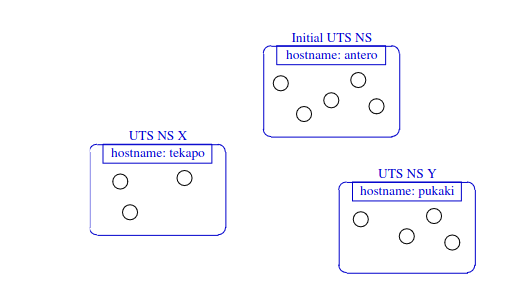 Initial UTS NS
hostname: antero
UTS NS X
hostname: tekapo
UTS NS Y
hostname: pukaki